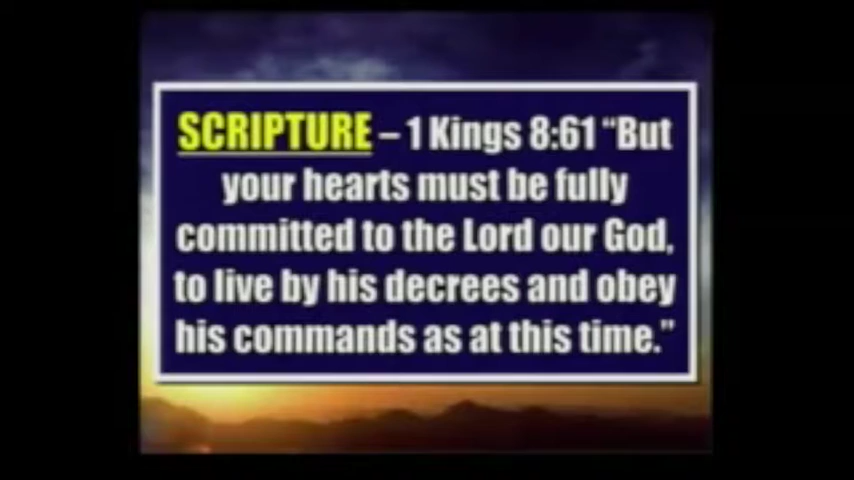 SCRIPTURE – 1 Kings 8:61 “But
your hearts must be fully
committed to the Lord our God,
to live by his decrees and obey
his commands as at this time.”